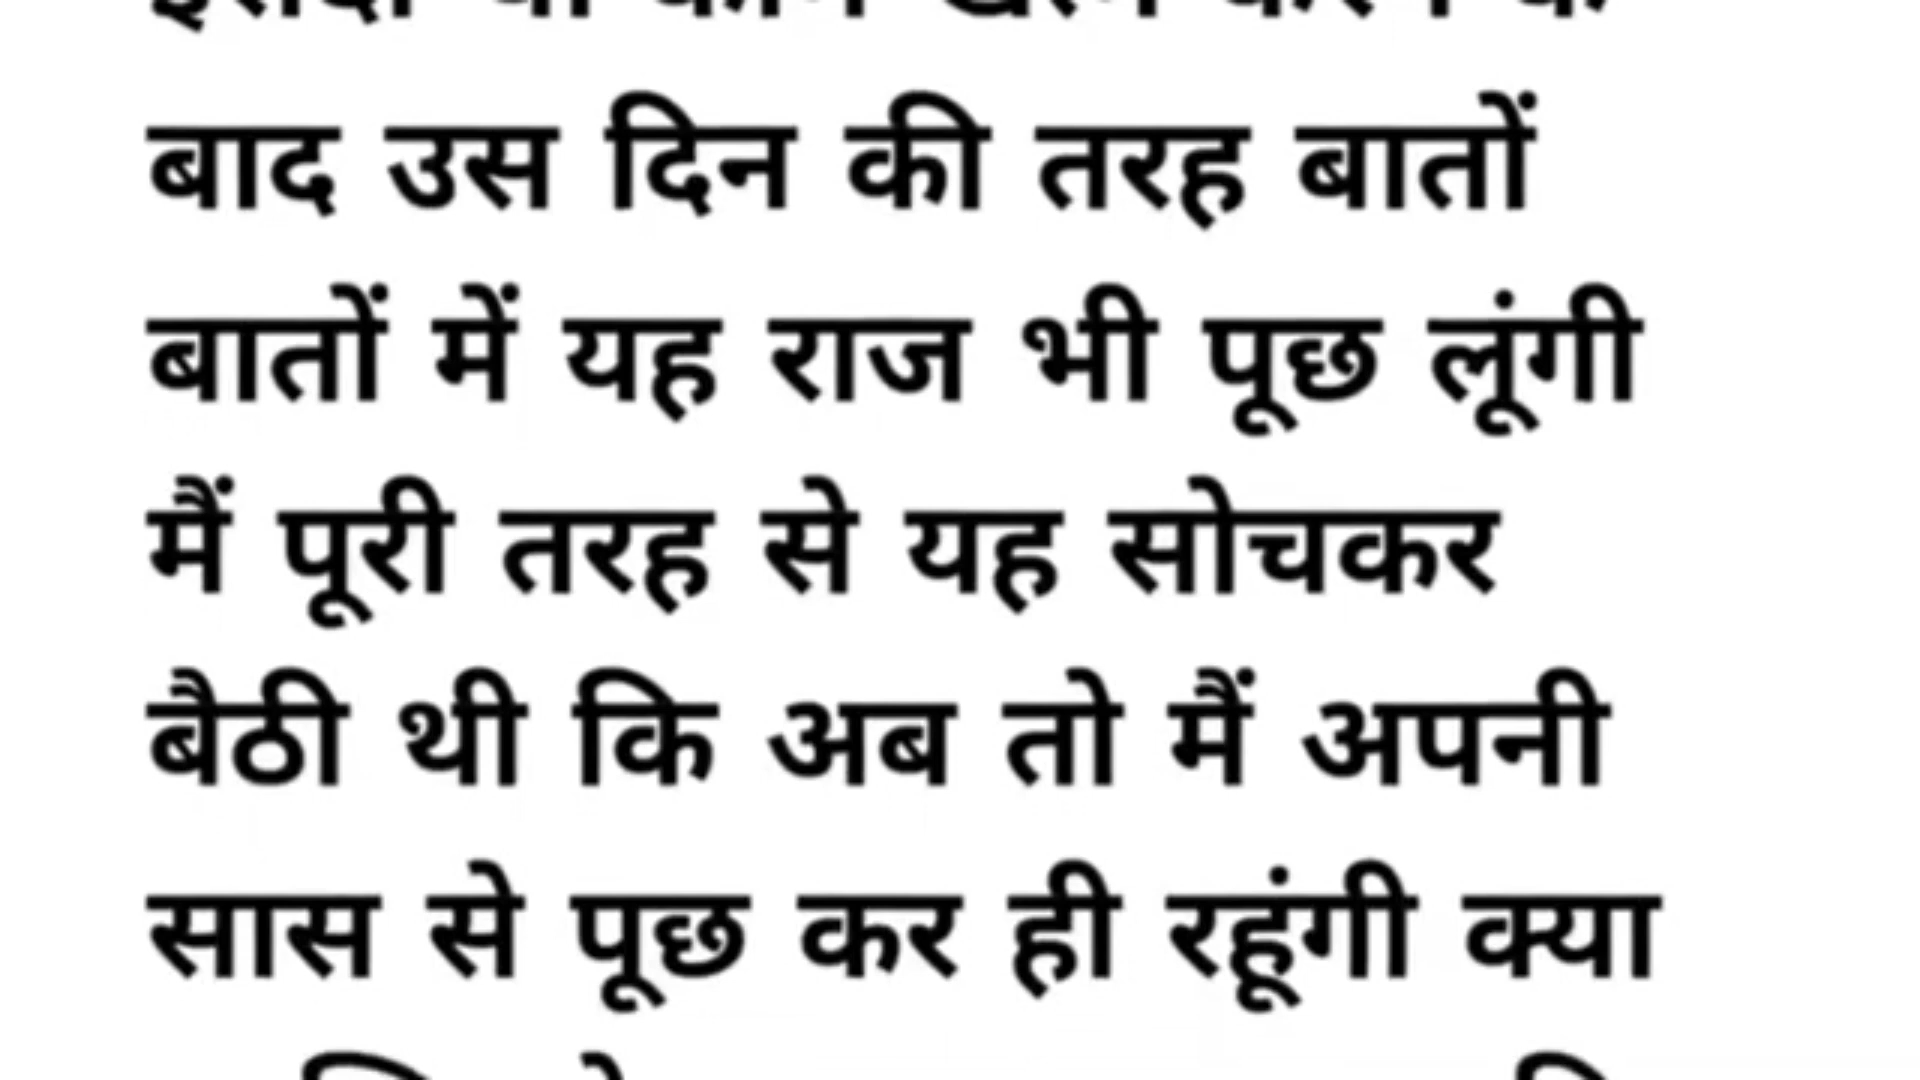 बाद उस दिन की तरह बातों
बातों में यह राज भी पूछ लूंगी
मैं पूरी तरह से यह सोचकर
बैठी थी कि अब तो मैं अपनी
सास से पूछ कर ही रहूंगी क्या